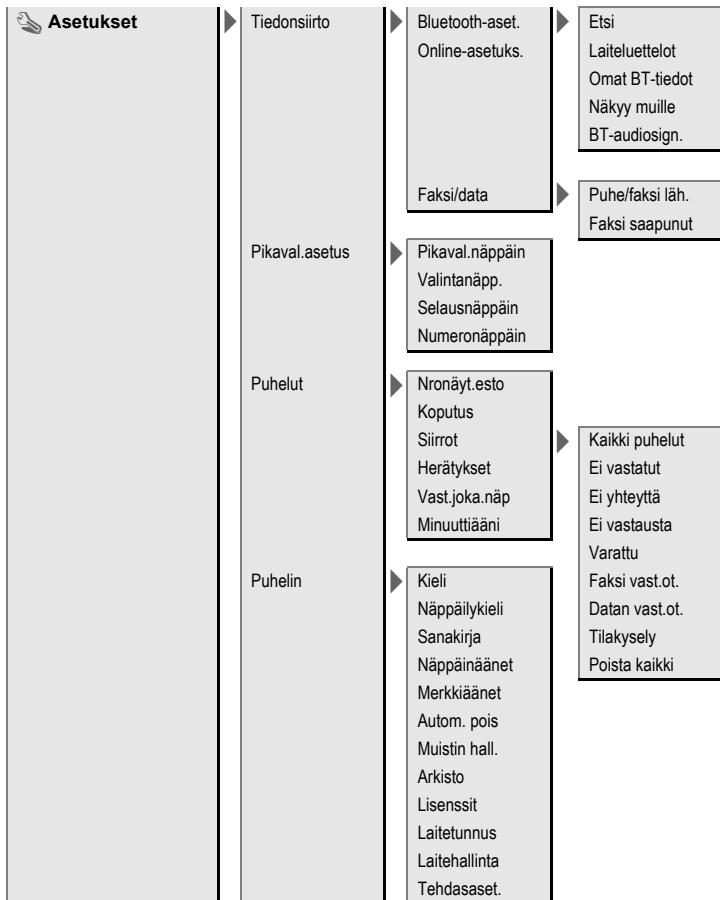 Asetukset
Tiedonsiirto
Bluetooth-aset.
Etsi
Laiteluettelot
Omat BT-tiedot
Näkyy muille
BT-audiosign.
Online-asetuks.
Faksi/data
Puhe/faksi läh.
Faksi saapunut
Pikaval.asetus
Pikaval.näppäin
Valintanäpp.
Selausnäppäin
Numeronäppäin
Puhelut
Nronäyt.esto
Koputus
Siirrot
Kaikki puhelut
Ei vastatut
Ei yhteyttä
Ei vastausta
Varattu
Faksi vast.ot.
Datan vast.ot.
Tilakysely
Poista kaikki
Herätykset
Vast.joka.näp
Minuuttiääni
Puhelin
Kieli
Näppäilykieli
Sanakirja
Näppäinäänet
Merkkiäänet
Autom. pois
Muistin hall.
Arkisto
Lisenssit
Laitetunnus
Laitehallinta
Tehdasaset.